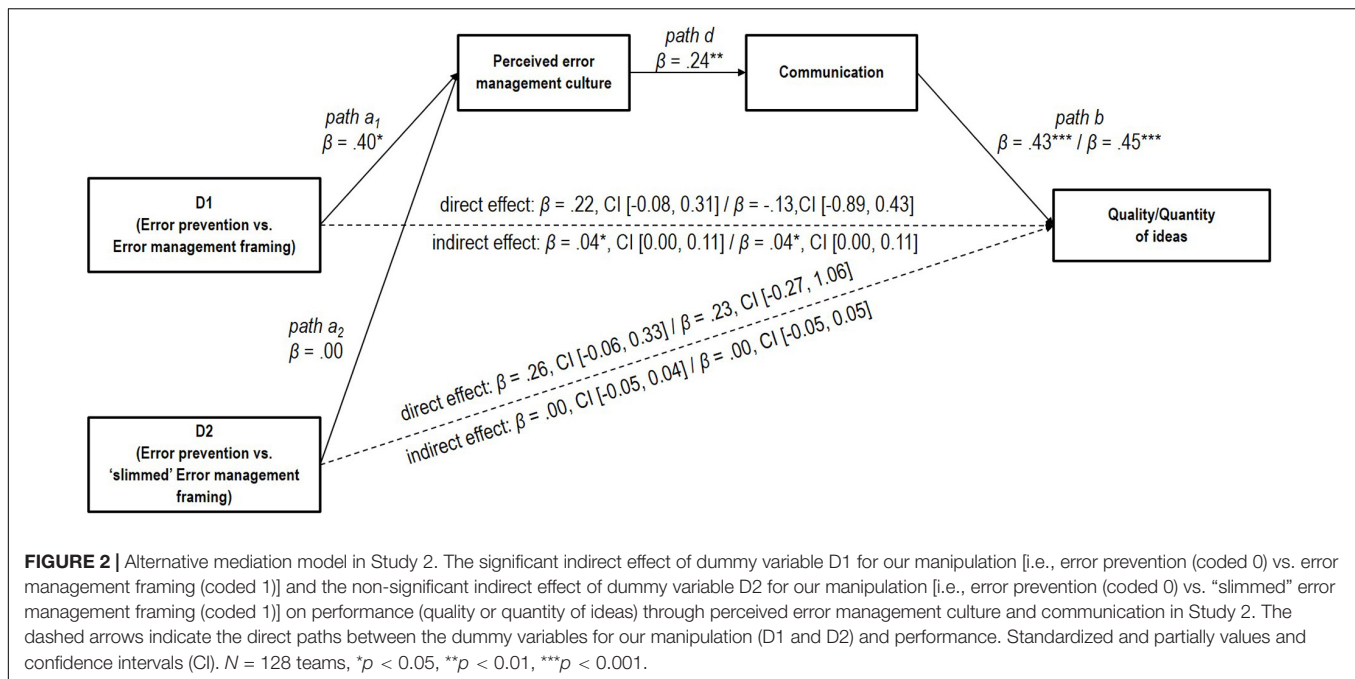 path d
β = .24**
Perceived error
management culture
Communication
path a1
β = .40*
path b
β = .43*** / β = .45***
D1
(Error prevention vs.
Error management framing)
direct effect: β = .22, CI [-0.08, 0.31] / β = -.13,CI [-0.89, 0.43]
indirect effect: β = .04*, CI [0.00, 0.11] / β = .04*, CI [0.00, 0.11]
Quality/Quantity
of ideas
path a2
β = .00
direct effect: β = .26, CI [-0.06, 0.33] / β = .23, CI [-0.27, 1.06]
indirect effect: β = .00, CI [-0.05, 0.04] / β = .00, CI [-0.05, 0.05]
D2
(Error prevention vs.
‘slimmed’ Error management
framing)
FIGURE 2 | Alternative mediation model in Study 2. The significant indirect effect of dummy variable D1 for our manipulation [i.e., error prevention (coded 0) vs. error
management framing (coded 1)] and the non-significant indirect effect of dummy variable D2 for our manipulation [i.e., error prevention (coded 0) vs. “slimmed” error
management framing (coded 1)] on performance (quality or quantity of ideas) through perceived error management culture and communication in Study 2. The
dashed arrows indicate the direct paths between the dummy variables for our manipulation (D1 and D2) and performance. Standardized and partially values and
confidence intervals (CI). N = 128 teams, *p < 0.05, **p < 0.01, ***p < 0.001.